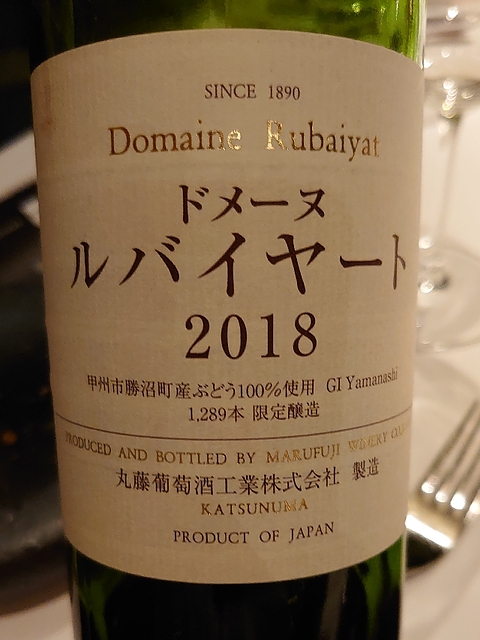 SINCE 1890
Domaine Rubaiyat
ドメーヌ
ルバイヤート
2018
甲州市勝沼町産ぶどう100%使用 GI Yamanashi
1,289本 限定醸造
PRODUCED AND BOTTLED BY MARUFUJI WINERY
丸藤葡萄酒工業株式会社 製造
KATSUNUMA
PRODUCT OF JAPAN